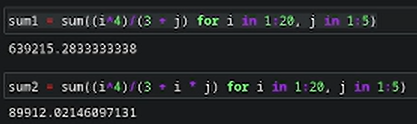 sum1 = sum((i^4)/(3 + j) for i in 1:20, j in 1:5)
639215.2833333338
sum2 = sum((i^4)/(3 + i * j) for i in 1:20, j in 1:5)
89912.02146097131